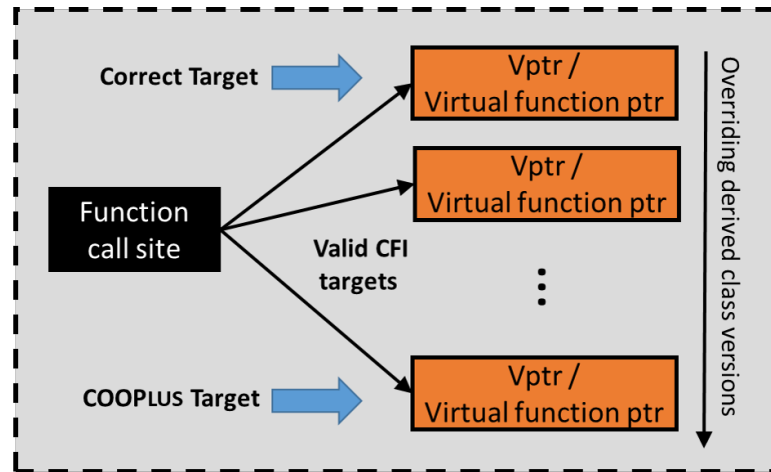 Correct Target
Vptr /
Virtual function ptr
Vptr /
Virtual function ptr
Function
call site
Valid CFI
targets
⋮
COOPLUS Target
Vptr /
Virtual function ptr
Overriding derived class versions